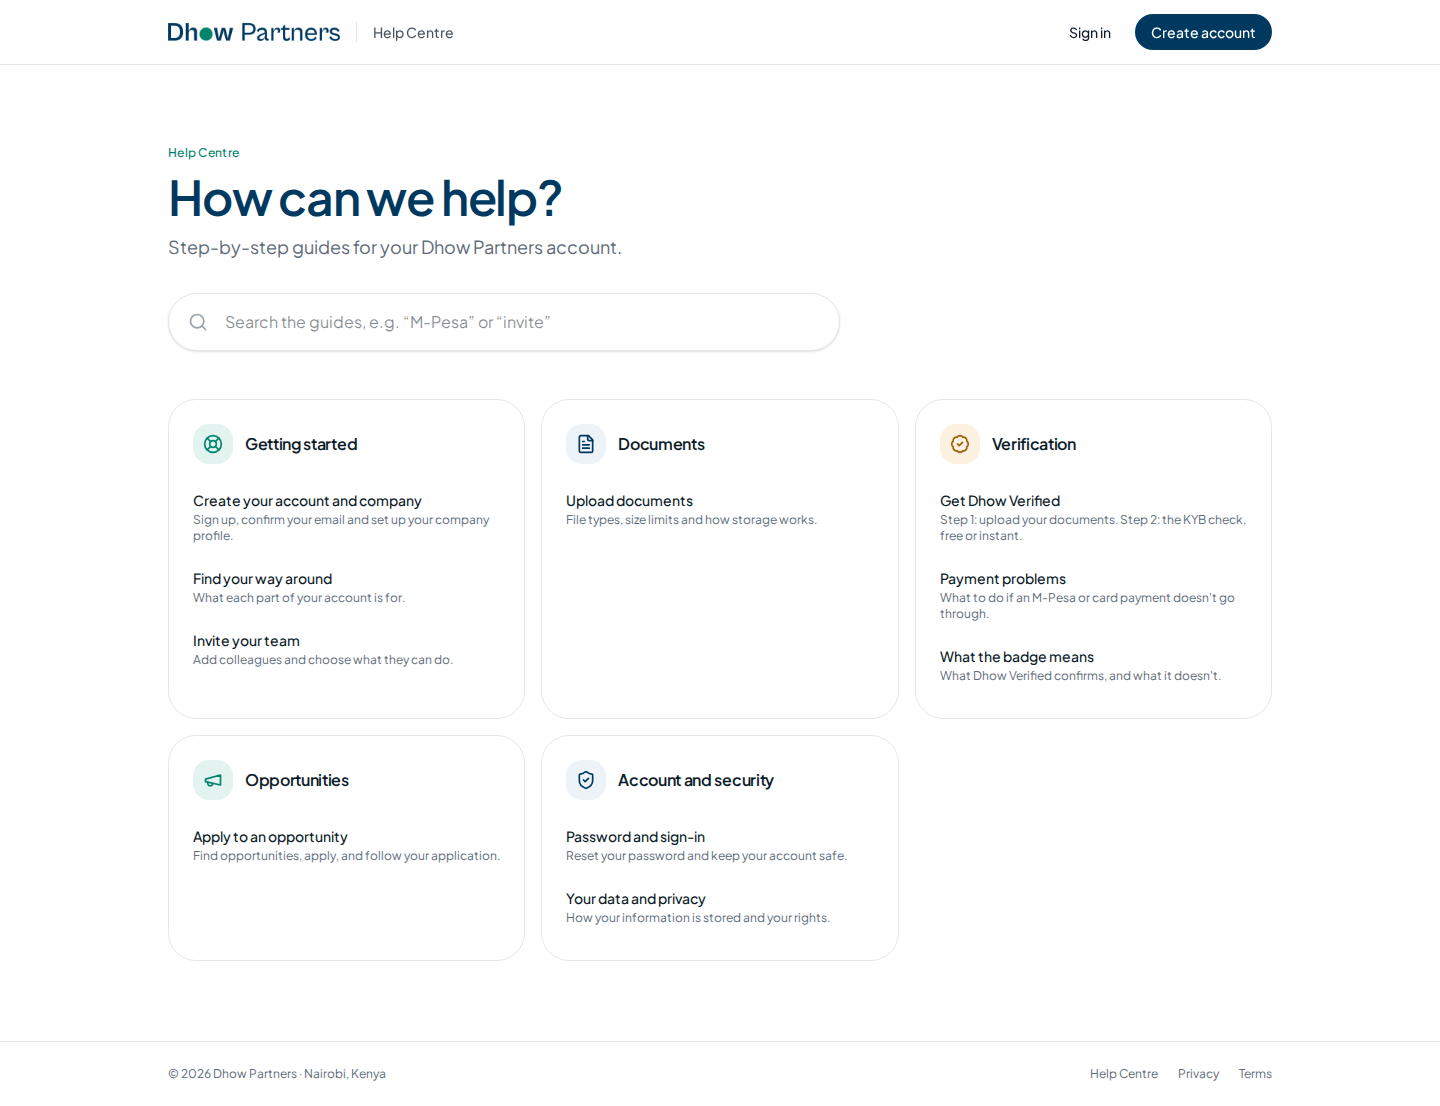 Dhow Partners
Help Centre
Sign in
Create account
Help Centre
How can we help?
Step-by-step guides for your Dhow Partners account.
Search the guides, e.g. “M-Pesa” or “invite”
Getting started
Create your account and company
Sign up, confirm your email and set up your company
profile.
Find your way around
What each part of your account is for.
Invite your team
Add colleagues and choose what they can do.
Documents
Upload documents
File types, size limits and how storage works.
Verification
Get Dhow Verified
Step 1: upload your documents. Step 2: the KYB check,
free or instant.
Payment problems
What to do if an M-Pesa or card payment doesn't go
through.
What the badge means
What Dhow Verified confirms, and what it doesn't.
Opportunities
Apply to an opportunity
Find opportunities, apply, and follow your application.
Account and security
Password and sign-in
Reset your password and keep your account safe.
Your data and privacy
How your information is stored and your rights.
© 2026 Dhow Partners · Nairobi, Kenya
Help Centre
Privacy
Terms